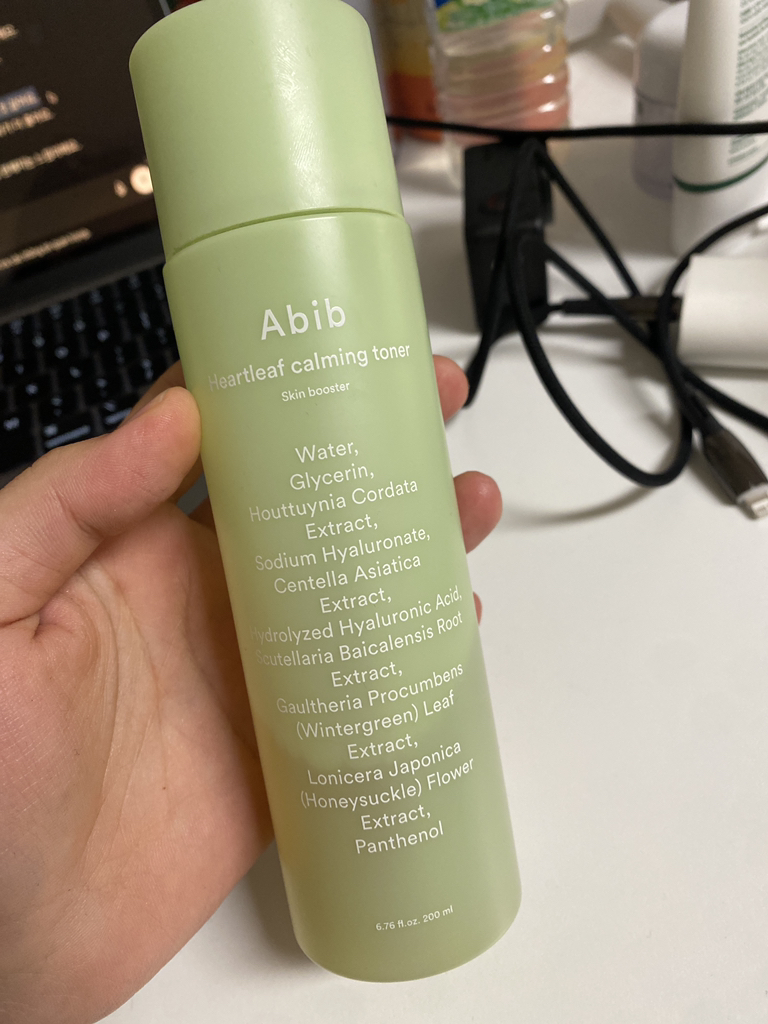 Abib
Heartleaf calming toner
Skin booster
Water,
Glycerin,
Houttuynia Cordata
Extract,
Sodium Hyaluronate,
Centella Asiatica
Extract,
Hydrolyzed Hyaluronic Acid,
Scutellaria Baicalensis Root
Extract,
Gaultheria Procumbens
(Wintergreen) Leaf
Extract,
Lonicera Japonica
(Honeysuckle) Flower
Extract,
Panthenol
6.76 fl.oz. 200 ml